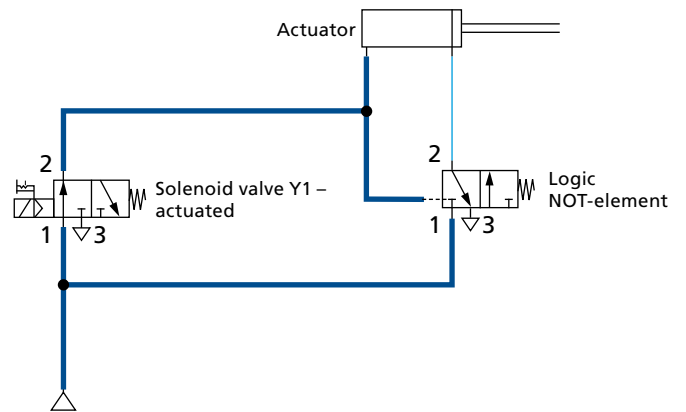 Actuator
2
Solenoid valve Y1 –
actuated
1
3
2
Logic
NOT-element
1
3